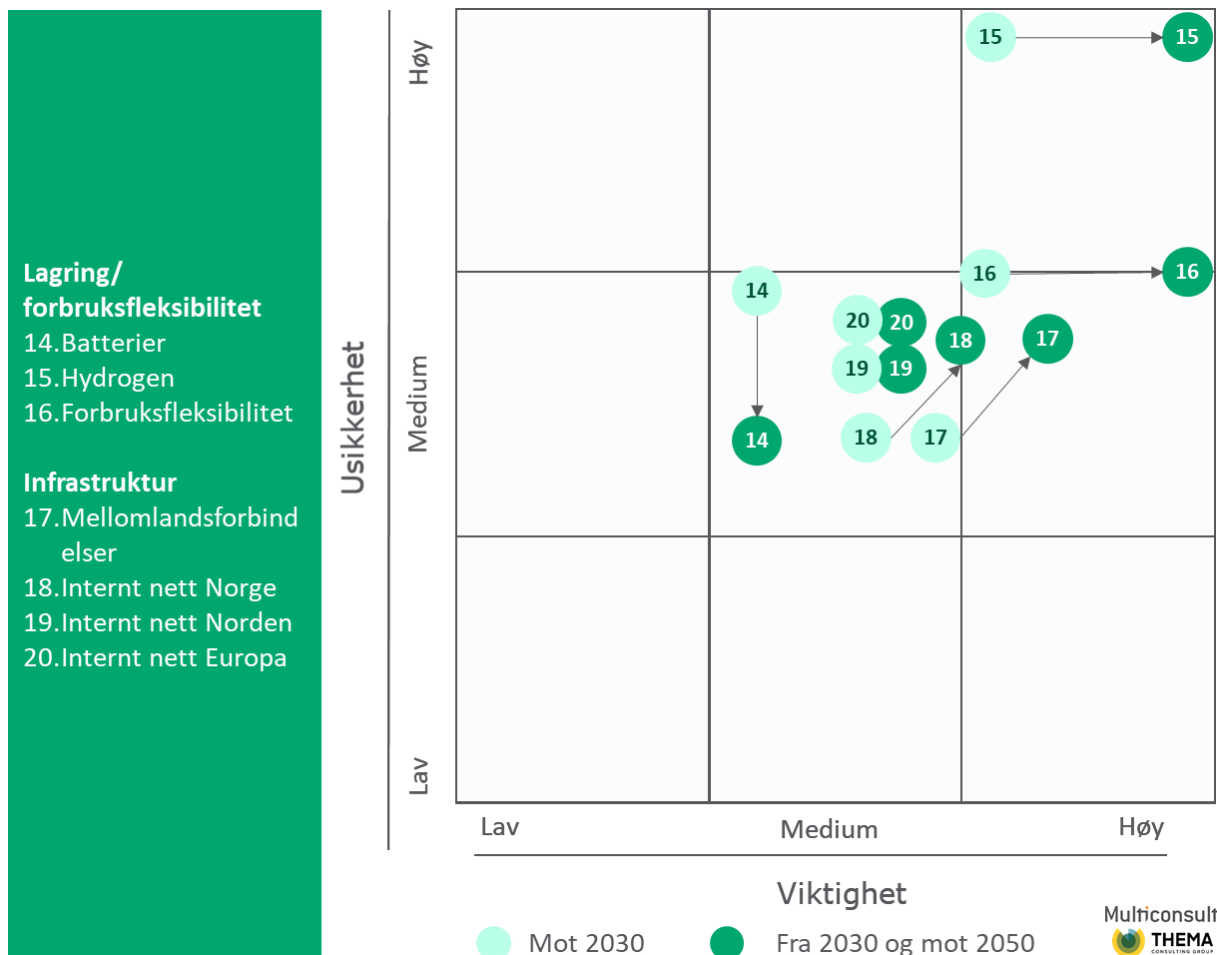 Lagring/
forbruksfleksibilitet
14.Batterier
15.Hydrogen
16.Forbruksfleksibilitet
Infrastruktur
17.Mellomlandsforbind
elser
18.Internt nett Norge
19.Internt nett Norden
20.Internt nett Europa
Usikkerhet
Høy
Medium
Lav
15 15
16 16
14
20 20
18 17
19 19
18 17
14
Lav Medium Høy
Viktighet
Mot 2030 Fra 2030 og mot 2050
Multiconsult
THEMA
CONSULTING GROUP